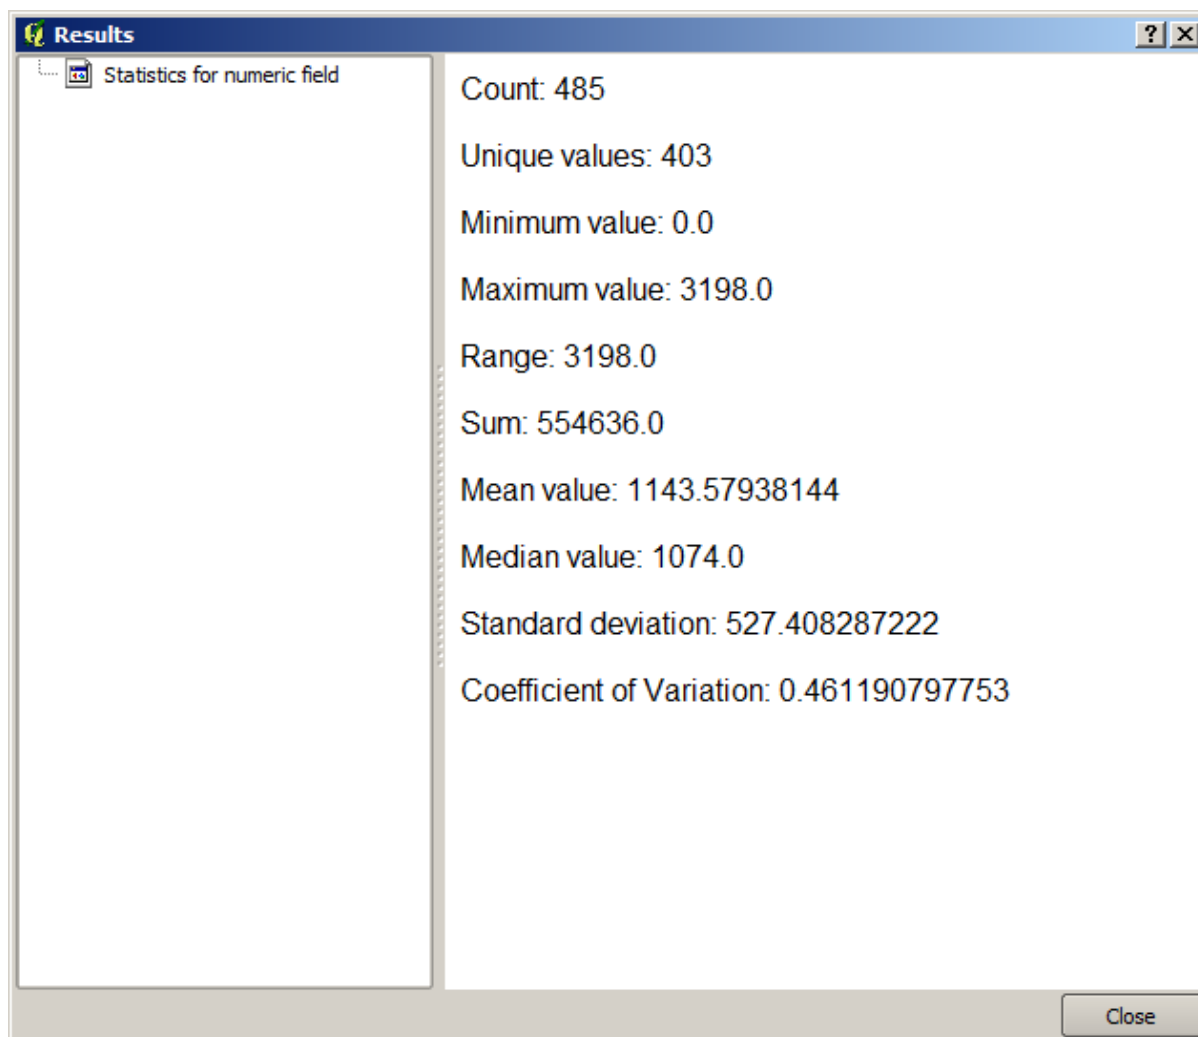 Results
Statistics for numeric field
Count: 485
Unique values: 403
Minimum value: 0.0
Maximum value: 3198.0
Range: 3198.0
Sum: 554636.0
Mean value: 1143.57938144
Median value: 1074.0
Standard deviation: 527.408287222
Coefficient of Variation: 0.461190797753
Close